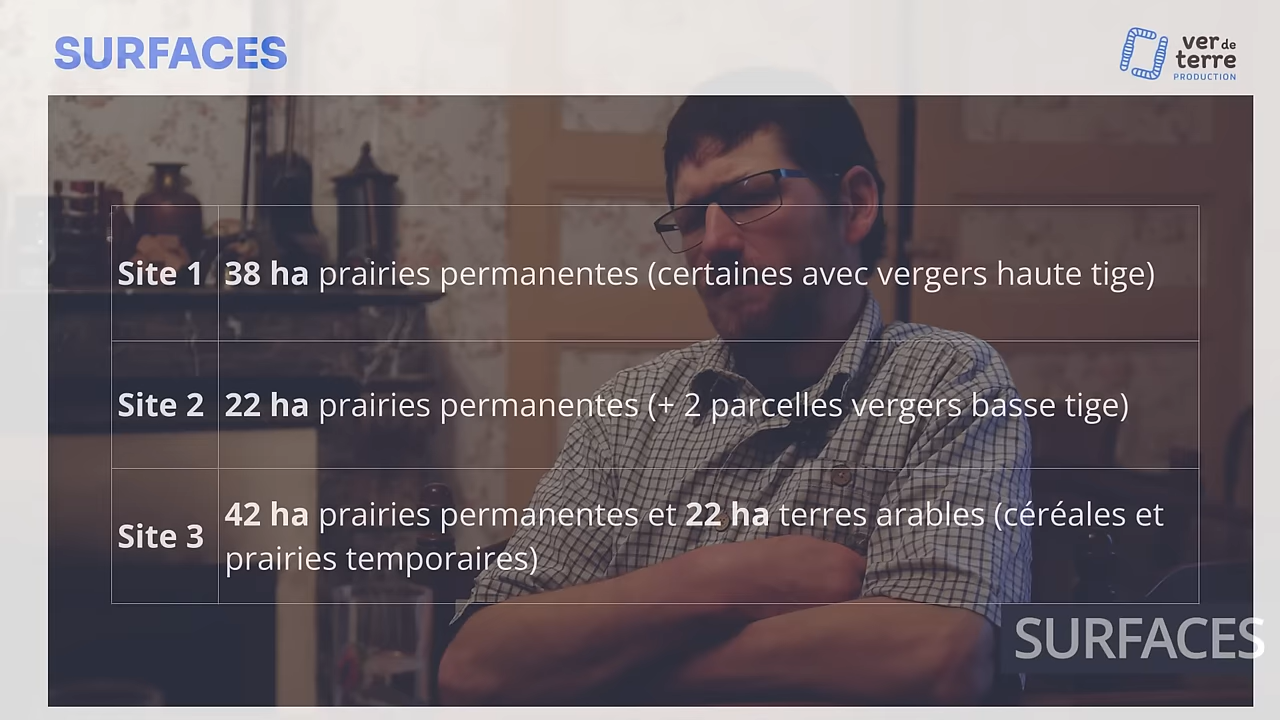 SURFACES
ver de
terre
PRODUCTION
Site 1 38 ha prairies permanentes (certaines avec vergers haute tige)
Site 2 22 ha prairies permanentes (+ 2 parcelles vergers basse tige)
Site 3 42 ha prairies permanentes et 22 ha terres arables (céréales et
prairies temporaires)
SURFACES